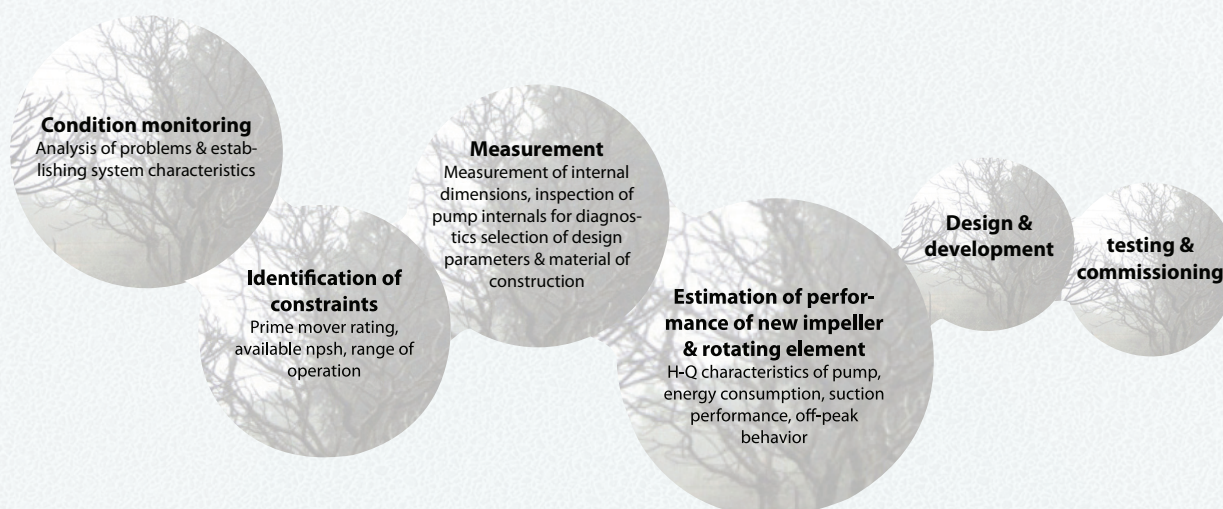 Condition monitoring
Analysis of problems & estab-
lishing system characteristics
Identification of
constraints
Prime mover rating,
available npsh, range of
operation
Measurement
Measurement of internal
dimensions, inspection of
pump internals for diagnos-
tics selection of design
parameters & material of
construction
Estimation of perfor-
mance of new impeller
& rotating element
H-Q characteristics of pump,
energy consumption, suction
performance, off-peak
behavior
Design &
development
testing &
commissioning